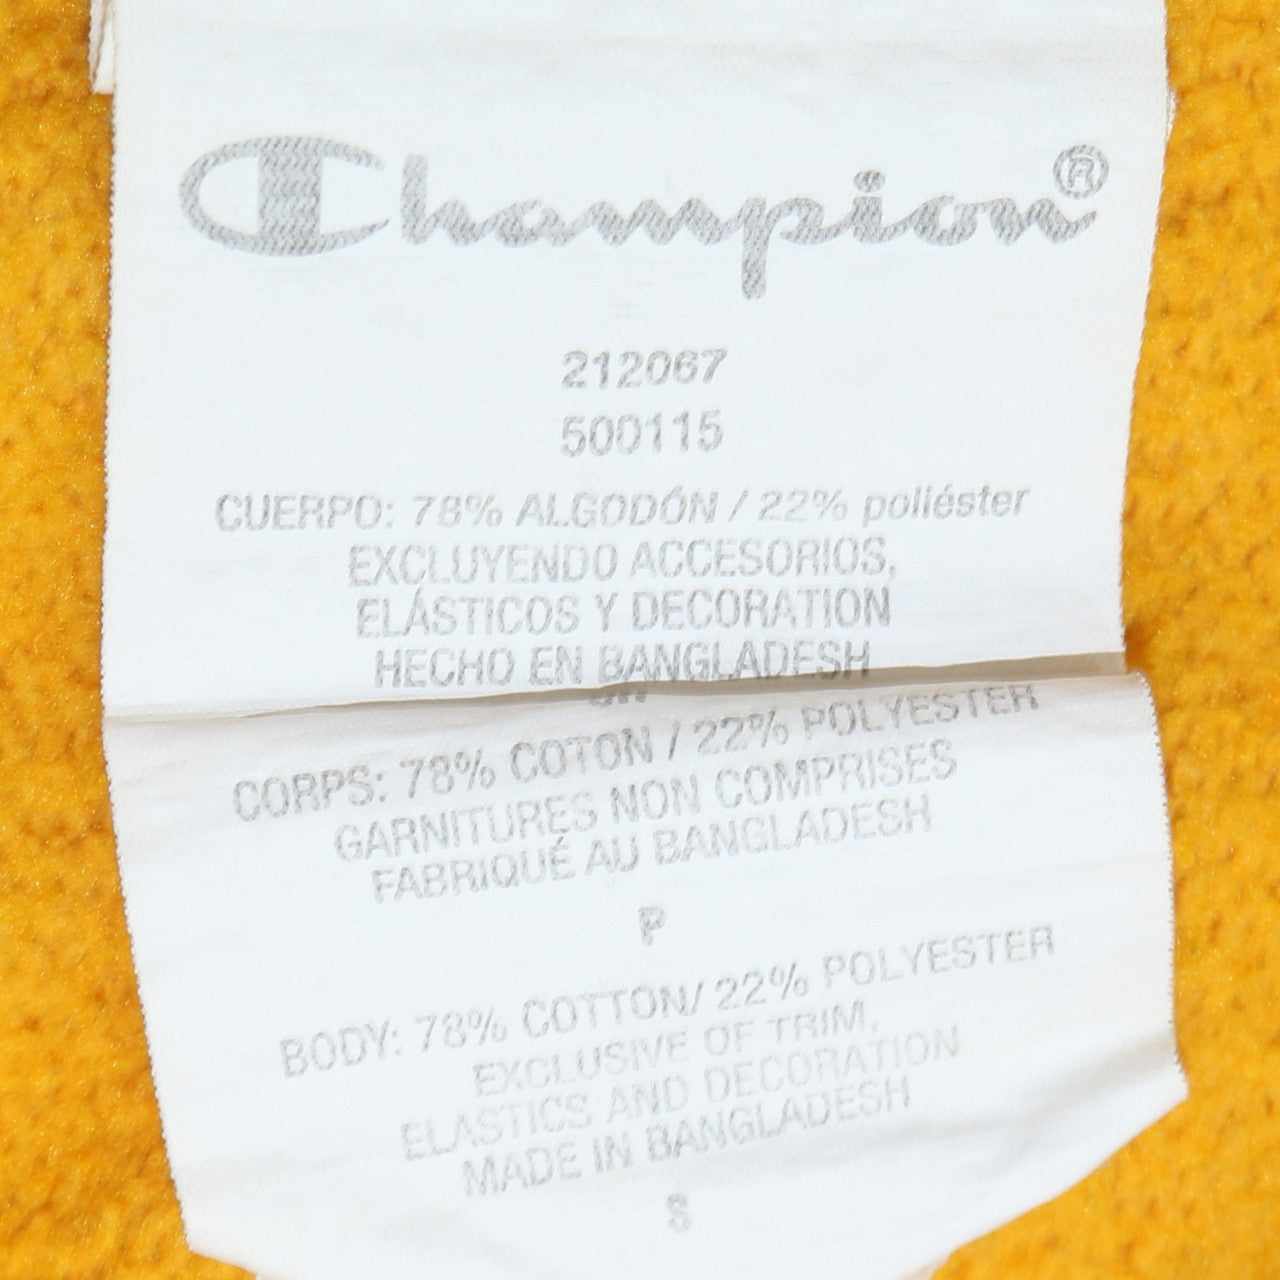 Champion®
212067
500115
CUERPO: 78% ALGODÓN / 22% poliéster
EXCLUYENDO ACCESORIOS,
ELÁSTICOS Y DECORATION
HECHO EN BANGLADESH
CORPS: 78% COTON / 22% POLYESTER
GARNITURES NON COMPRISES
FABRIQUÉ AU BANGLADESH
P
BODY: 78% COTTON/ 22% POLYESTER
EXCLUSIVE OF TRIM,
ELASTICS AND DECORATION
MADE IN BANGLADESH
S